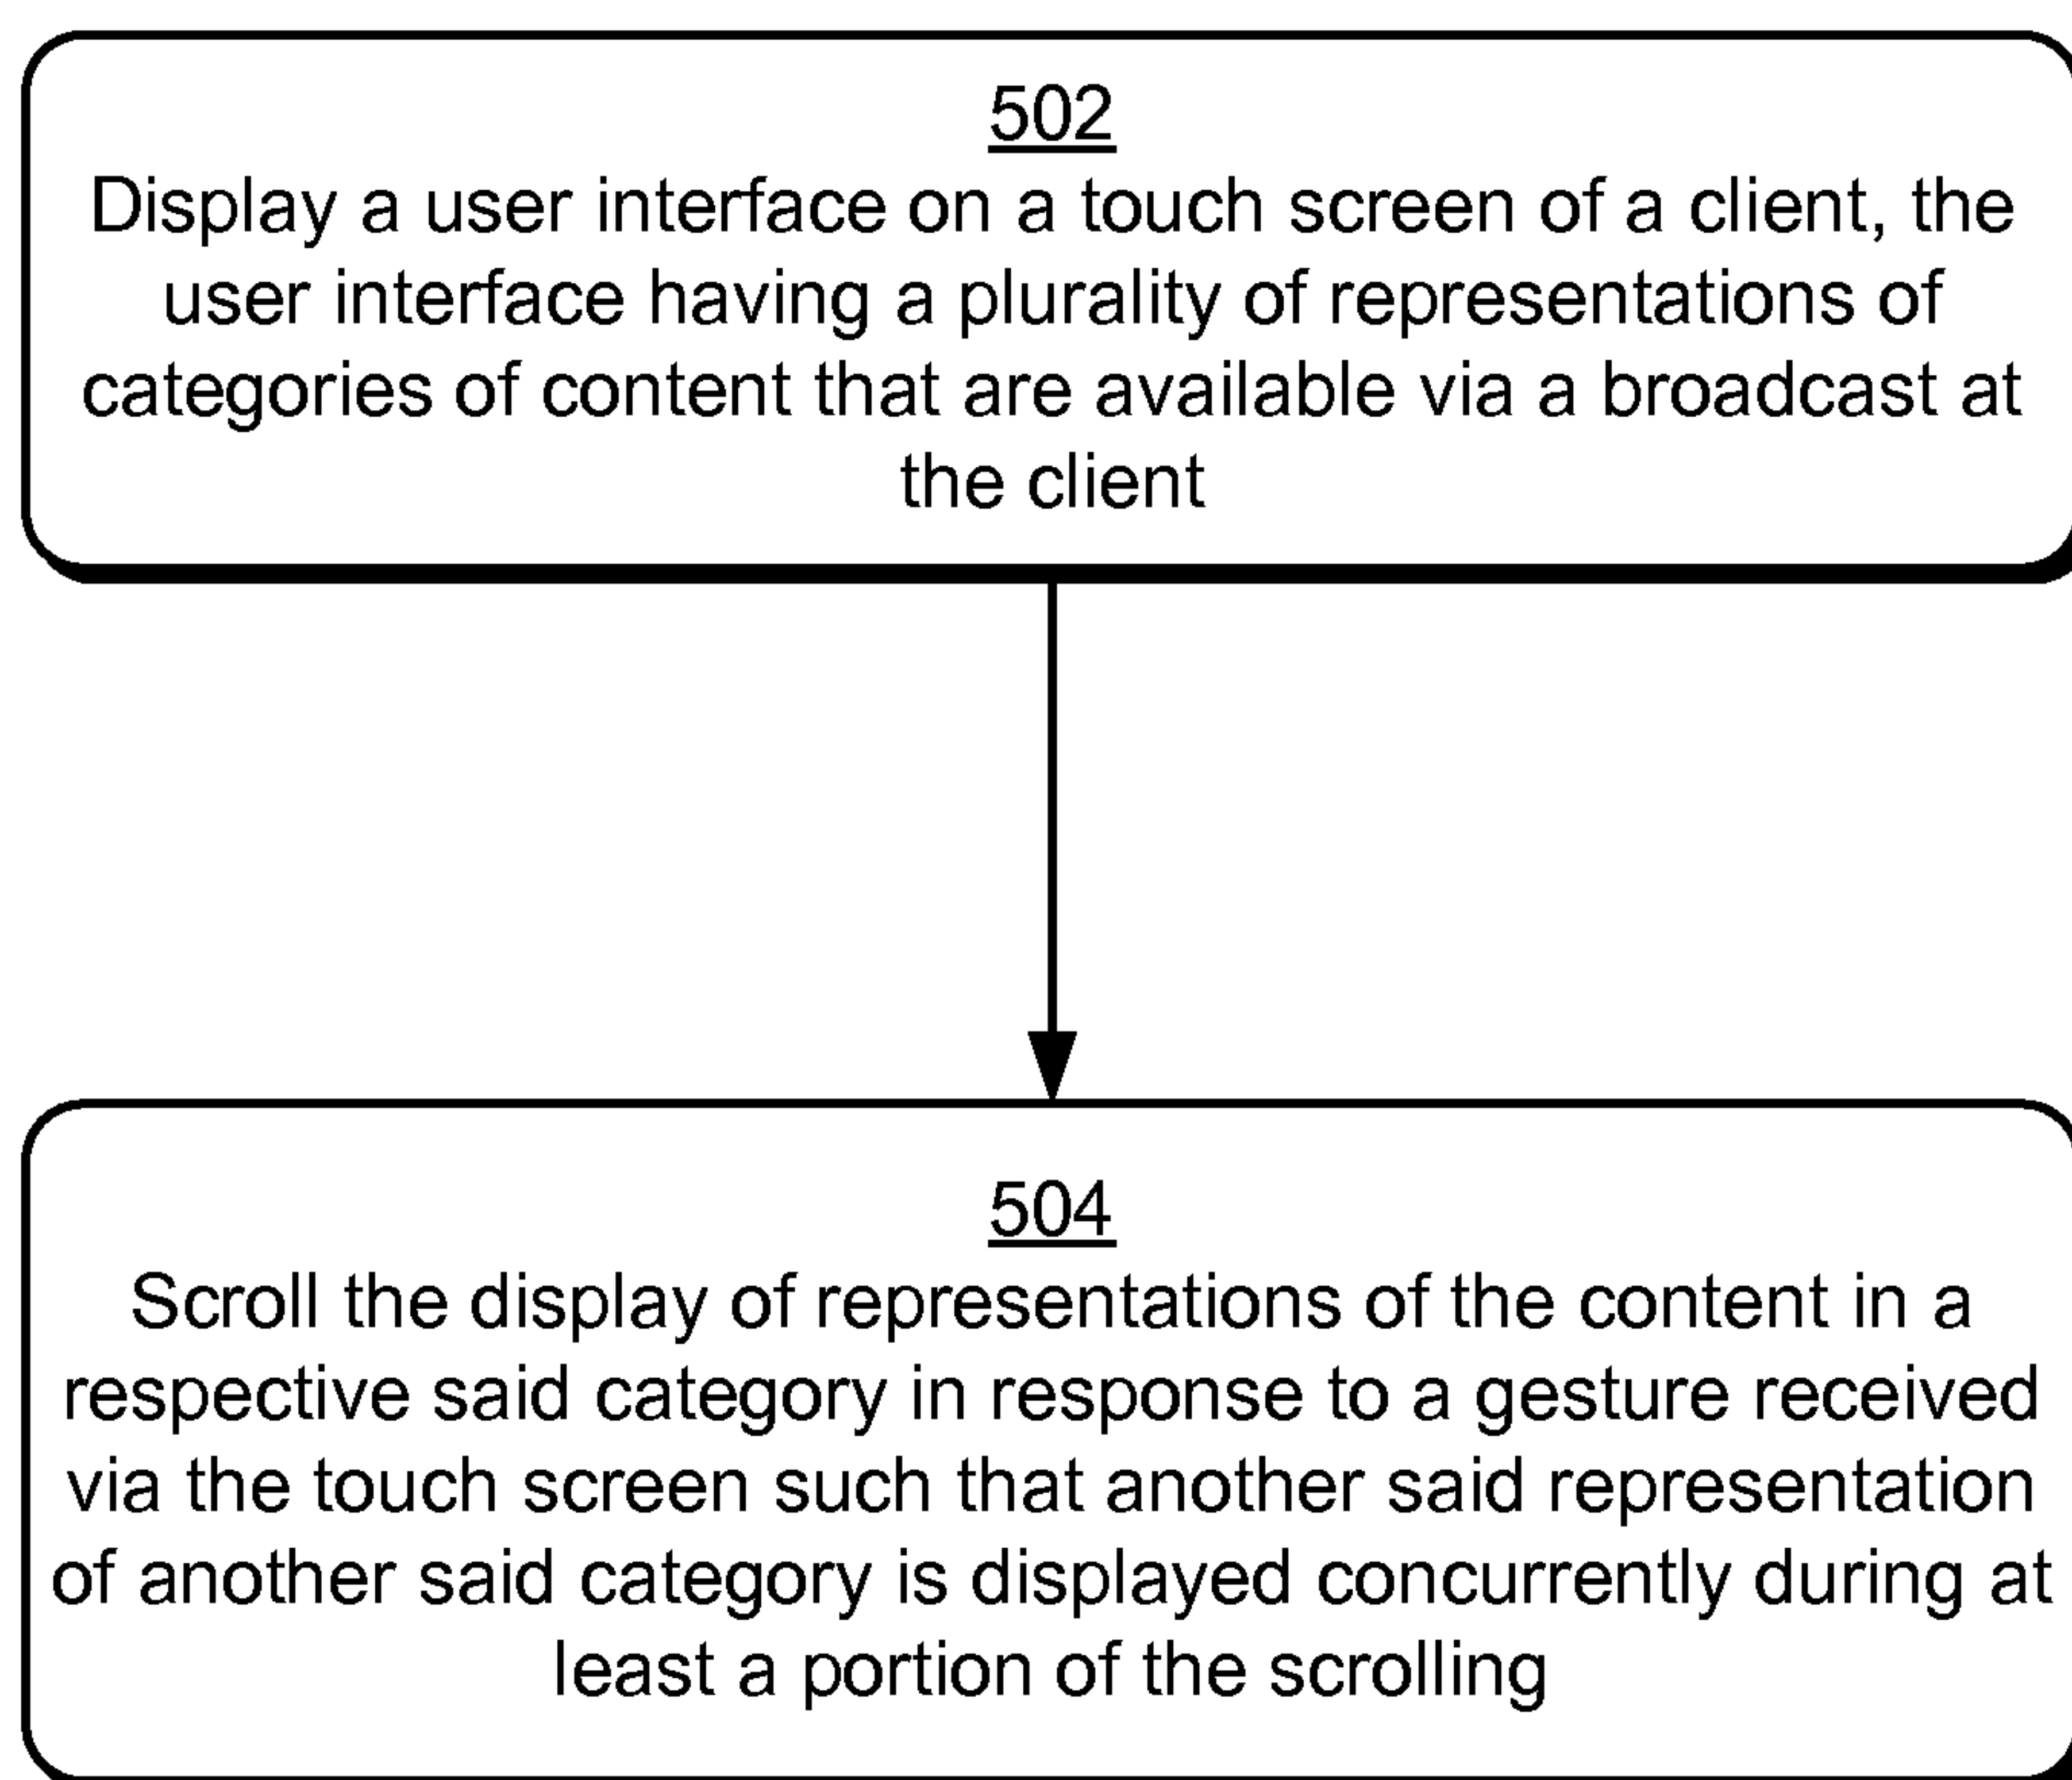 502
Display a user interface on a touch screen of a client, the
user interface having a plurality of representations of
categories of content that are available via a broadcast at
the client
504
Scroll the display of representations of the content in a
respective said category in response to a gesture received
via the touch screen such that another said representation
of another said category is displayed concurrently during at
least a portion of the scrolling